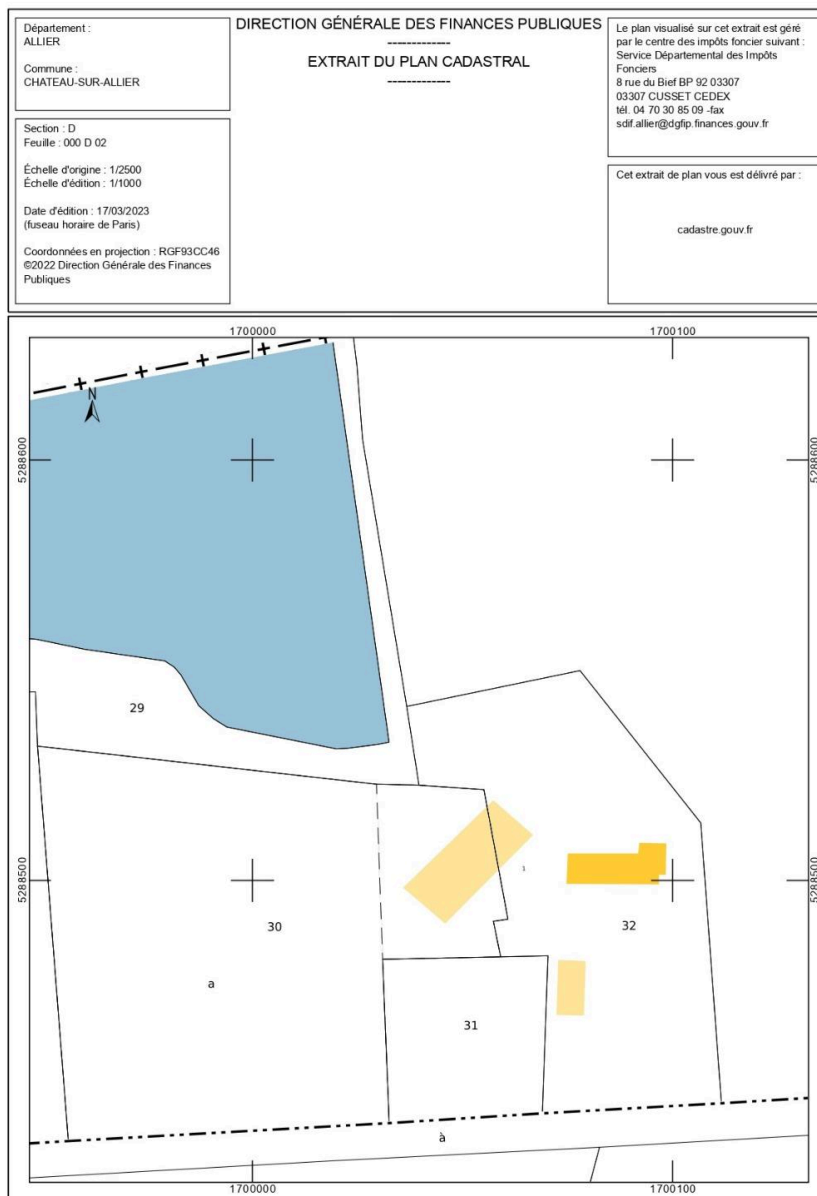 Département :
ALLIER
Commune :
CHATEAU-SUR-ALLIER
Section : D
Feuille : 000 D 02
Échelle d'origine : 1/2500
Échelle d'édition : 1/1000
Date d'édition : 17/03/2023
(fuseau horaire de Paris)
Coordonnées en projection : RGF93CC46
©2022 Direction Générale des Finances
Publiques
DIRECTION GÉNÉRALE DES FINANCES PUBLIQUES
-------------
EXTRAIT DU PLAN CADASTRAL
-------------
Le plan visualisé sur cet extrait est géré
par le centre des impôts foncier suivant :
Service Départemental des Impôts
Fonciers
8 rue du Bief BP 92 03307
03307 CUSSET CEDEX
tél. 04 70 30 85 09 -fax
sdif.allier@dgfip.finances.gouv.fr
Cet extrait de plan vous est délivré par :
cadastre.gouv.fr
1700000
1700100
N
5288600
5288600
29
1
5288500
5288500
30
32
a
31
à
1700000
1700100